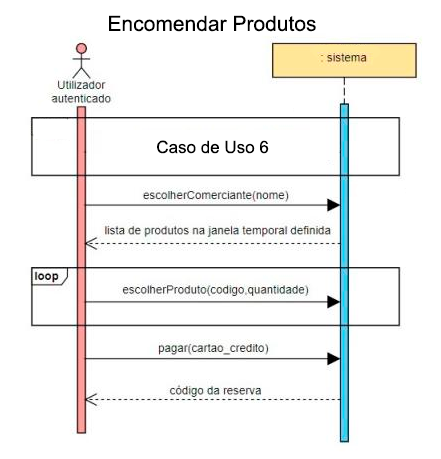 Encomendar Produtos
: sistema
Utilizador
autenticado
Caso de Uso 6
escolherComerciante(nome)
lista de produtos na janela temporal definida
loop
escolherProduto(codigo,quantidade)
pagar(cartao_credito)
código da reserva